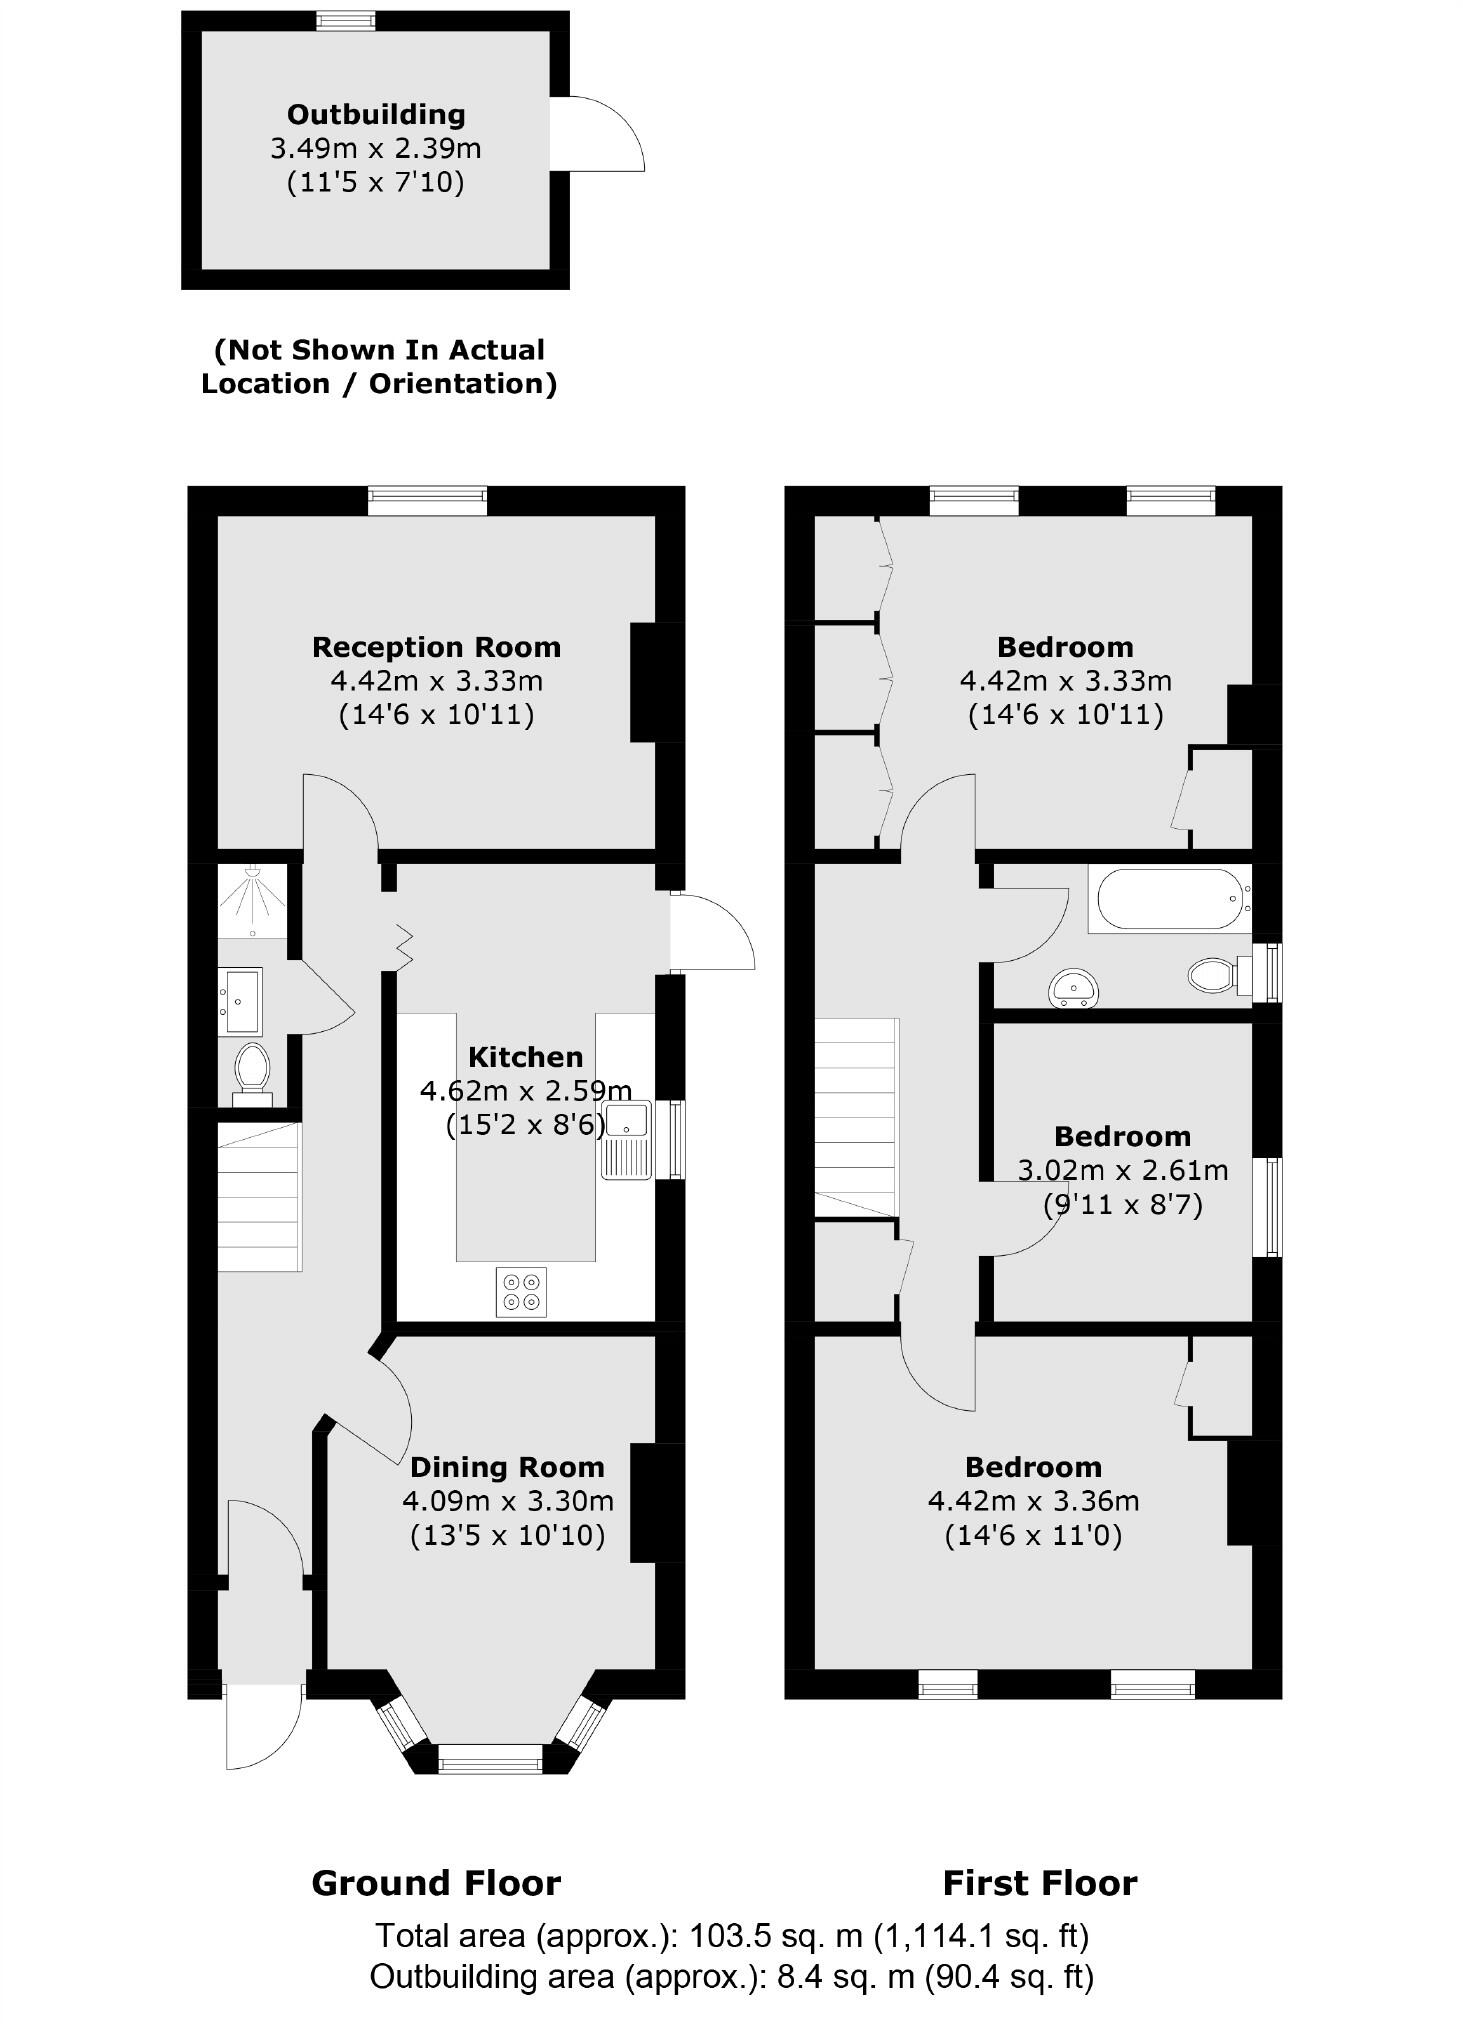 Outbuilding
3.49m x 2.39m
(11'5 x 7'10)
(Not Shown In Actual
Location / Orientation)
Reception Room
4.42m x 3.33m
(14'6 x 10'11)
Kitchen
4.62m x 2.59m
(15'2 x 8'6)
Dining Room
4.09m x 3.30m
(13'5 x 10'10)
Ground Floor
Bedroom
4.42m x 3.33m
(14'6 x 10'11)
Bedroom
3.02m x 2.61m
(9'11 x 8'7)
Bedroom
4.42m x 3.36m
(14'6 x 11'0)
First Floor
Total area (approx.): 103.5 sq. m (1,114.1 sq. ft)
Outbuilding area (approx.): 8.4 sq. m (90.4 sq. ft)